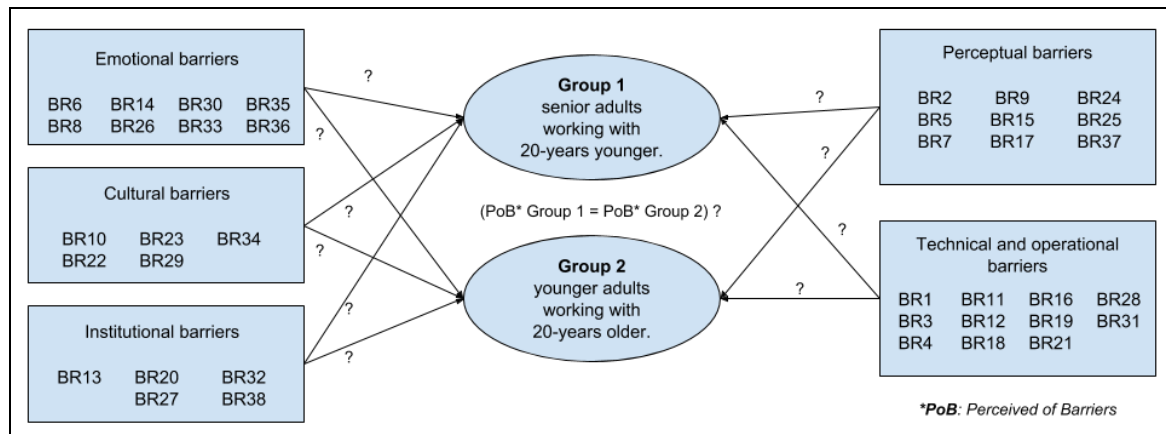 Emotional barriers
BR6 BR14 BR30 BR35
BR8 BR26 BR33 BR36
Cultural barriers
BR10 BR23 BR34
BR22 BR29
Institutional barriers
BR13 BR20 BR32
BR27 BR38
?
?
?
?
?
?
Group 1
senior adults
working with
20-years younger.
(PoB* Group 1 = PoB* Group 2) ?
Group 2
younger adults
working with
20-years older.
?
?
?
?
Perceptual barriers
BR2 BR9 BR24
BR5 BR15 BR25
BR7 BR17 BR37
Technical and operational
barriers
BR1 BR11 BR16 BR28
BR3 BR12 BR19 BR31
BR4 BR18 BR21
*PoB: Perceived of Barriers